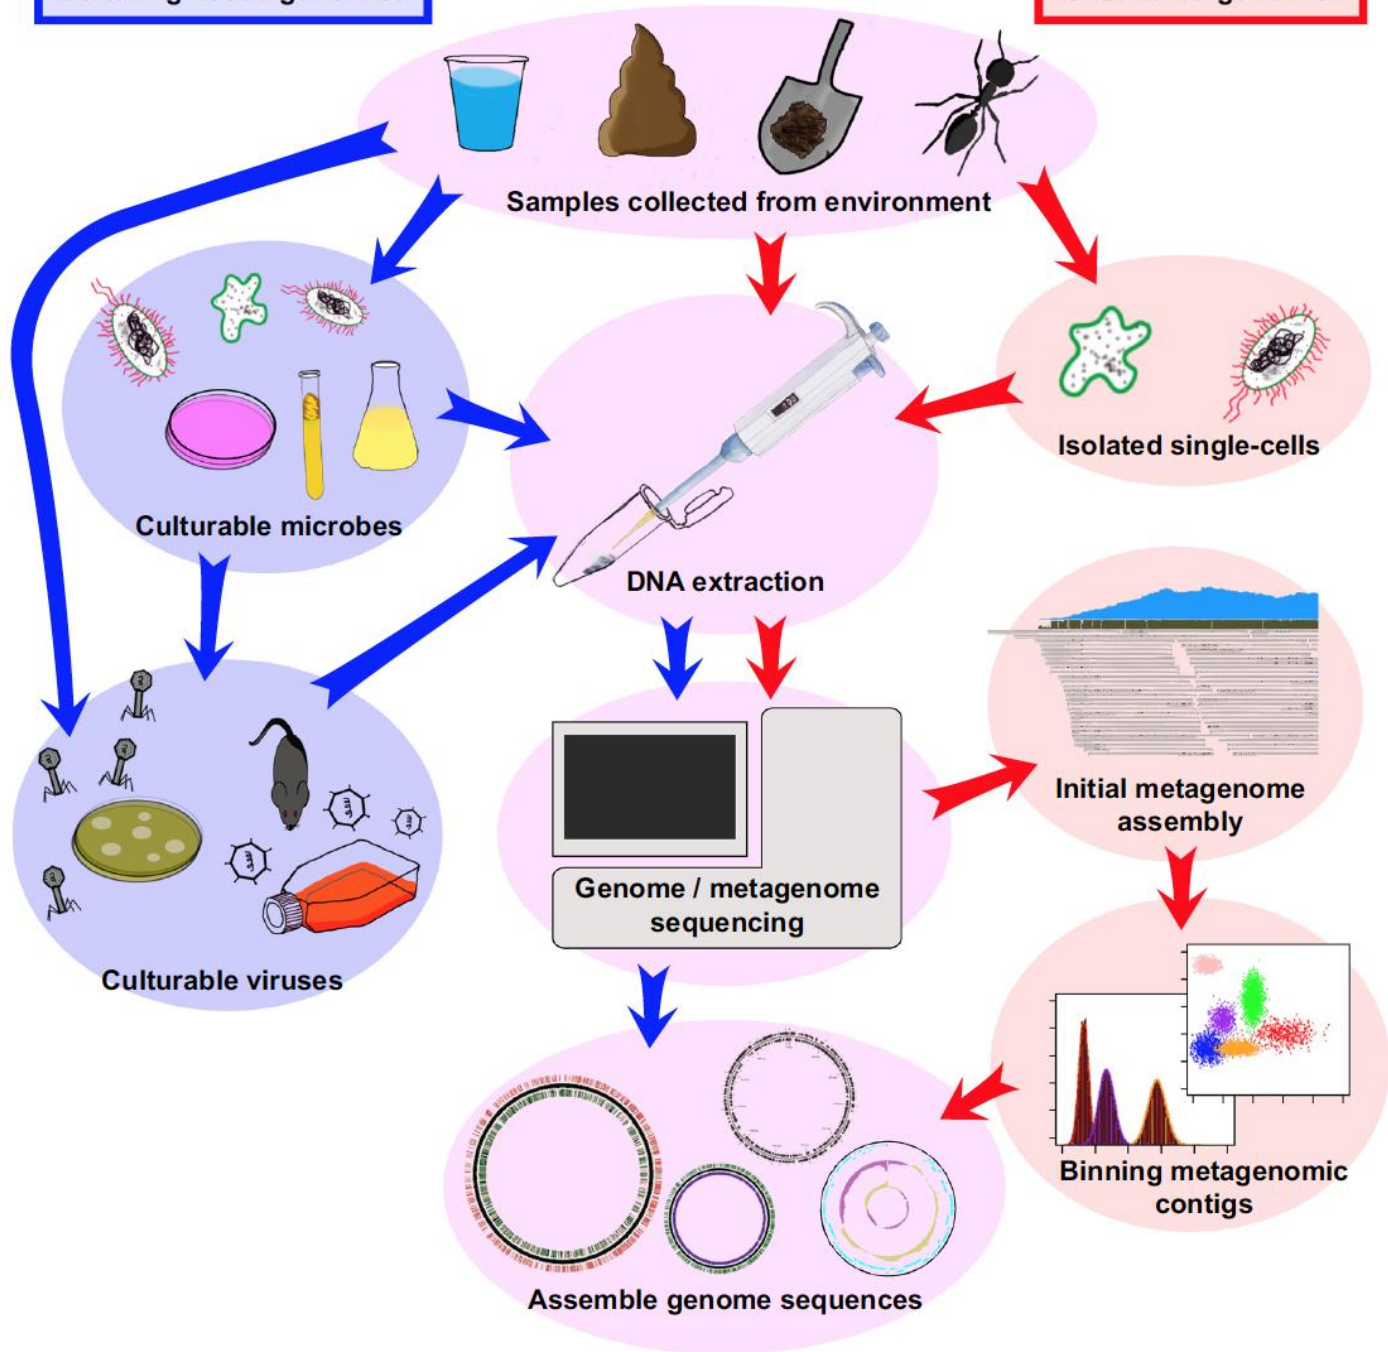 Samples collected from environment
Isolated single-cells
Culturable microbes
DNA extraction
Initial metagenome
assembly
Genome / metagenome
sequencing
Culturable viruses
Binning metagenomic
contigs
Assemble genome sequences